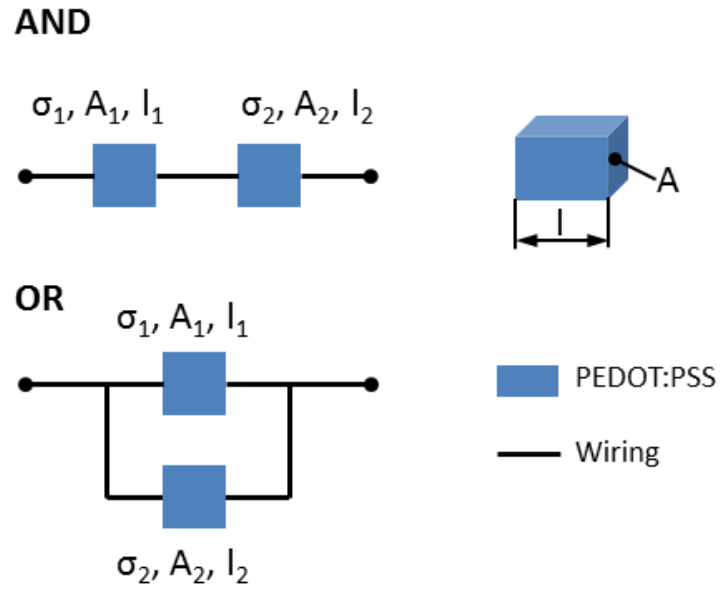 AND
σ₁, A₁, l₁
σ₂, A₂, l₂
A
l
OR
σ₁, A₁, l₁
PEDOT:PSS
Wiring
σ₂, A₂, l₂